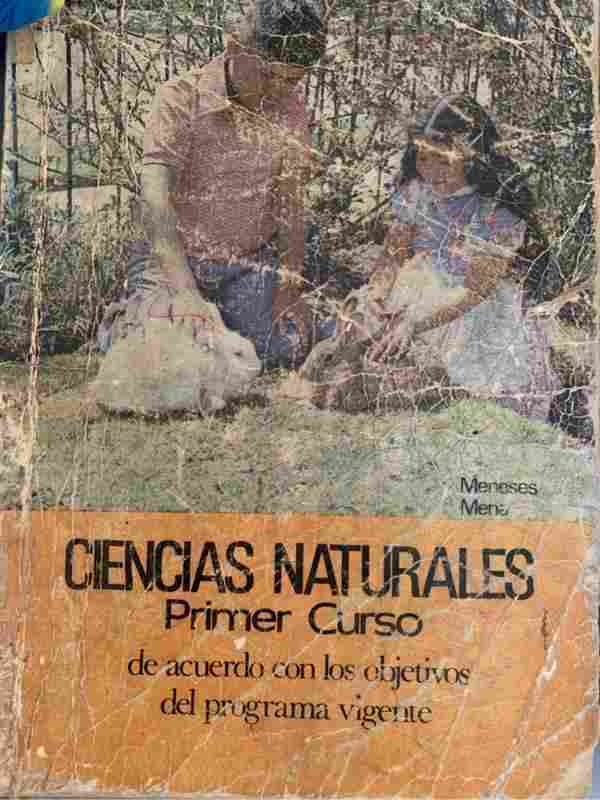 Meneses
Mena
CIENCIAS NATURALES
Primer Curso
de acuerdo con los objetivos
del programa vigente